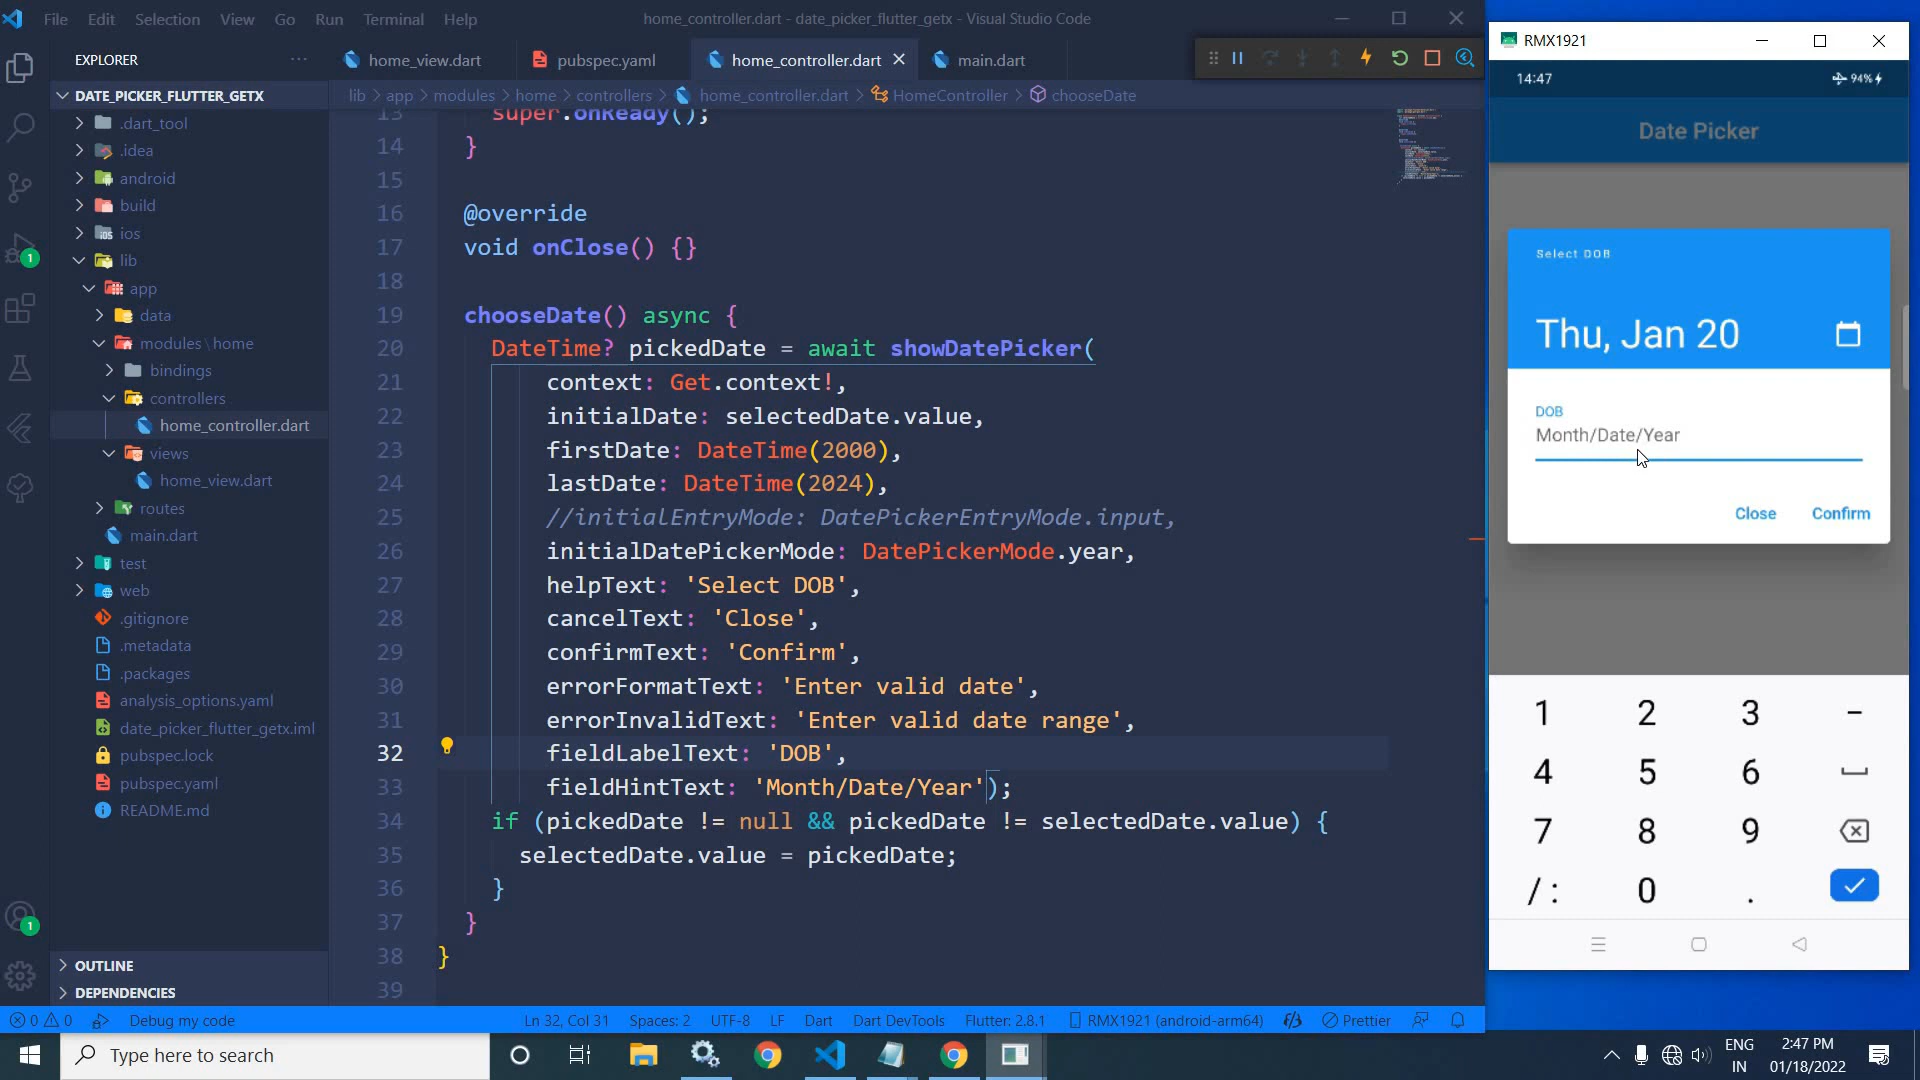 File Edit Selection View Go Run Terminal Help
home_controller.dart - date_picker_flutter_getx - Visual Studio Code
EXPLORER
DATE_PICKER_FLUTTER_GETX
.dart_tool
.idea
android
build
ios
lib
app
data
modules\home
bindings
controllers
home_controller.dart
views
home_view.dart
routes
main.dart
test
web
.gitignore
.metadata
.packages
analysis_options.yaml
date_picker_flutter_getx.iml
pubspec.lock
pubspec.yaml
README.md
OUTLINE
DEPENDENCIES
home_view.dart pubspec.yaml home_controller.dart main.dart
lib > app > modules > home > controllers > home_controller.dart > HomeController > chooseDate
13 super.onReady();
14 }
15
16 @override
17 void onClose() {}
18
19 chooseDate() async {
20 DateTime? pickedDate = await showDatePicker(
21 context: Get.context!,
22 initialDate: selectedDate.value,
23 firstDate: DateTime(2000),
24 lastDate: DateTime(2024),
25 //initialEntryMode: DatePickerEntryMode.input,
26 initialDatePickerMode: DatePickerMode.year,
27 helpText: 'Select DOB',
28 cancelText: 'Close',
29 confirmText: 'Confirm',
30 errorFormatText: 'Enter valid date',
31 errorInvalidText: 'Enter valid date range',
32 fieldLabelText: 'DOB',
33 fieldHintText: 'Month/Date/Year');
34 if (pickedDate != null && pickedDate != selectedDate.value) {
35 selectedDate.value = pickedDate;
36 }
37 }
38 }
39
0 0 Debug my code Ln 32, Col 31 Spaces: 2 UTF-8 LF Dart Dart DevTools Flutter: 2.8.1 RMX1921 (android-arm64) Prettier
RMX1921
14:47 94%
Date Picker
Select DOB
Thu, Jan 20
DOB
Month/Date/Year
Close Confirm
1 2 3 -
4 5 6
7 8 9
/ : 0 .
1
1
Type here to search
ENG
IN
2:47 PM
01/18/2022